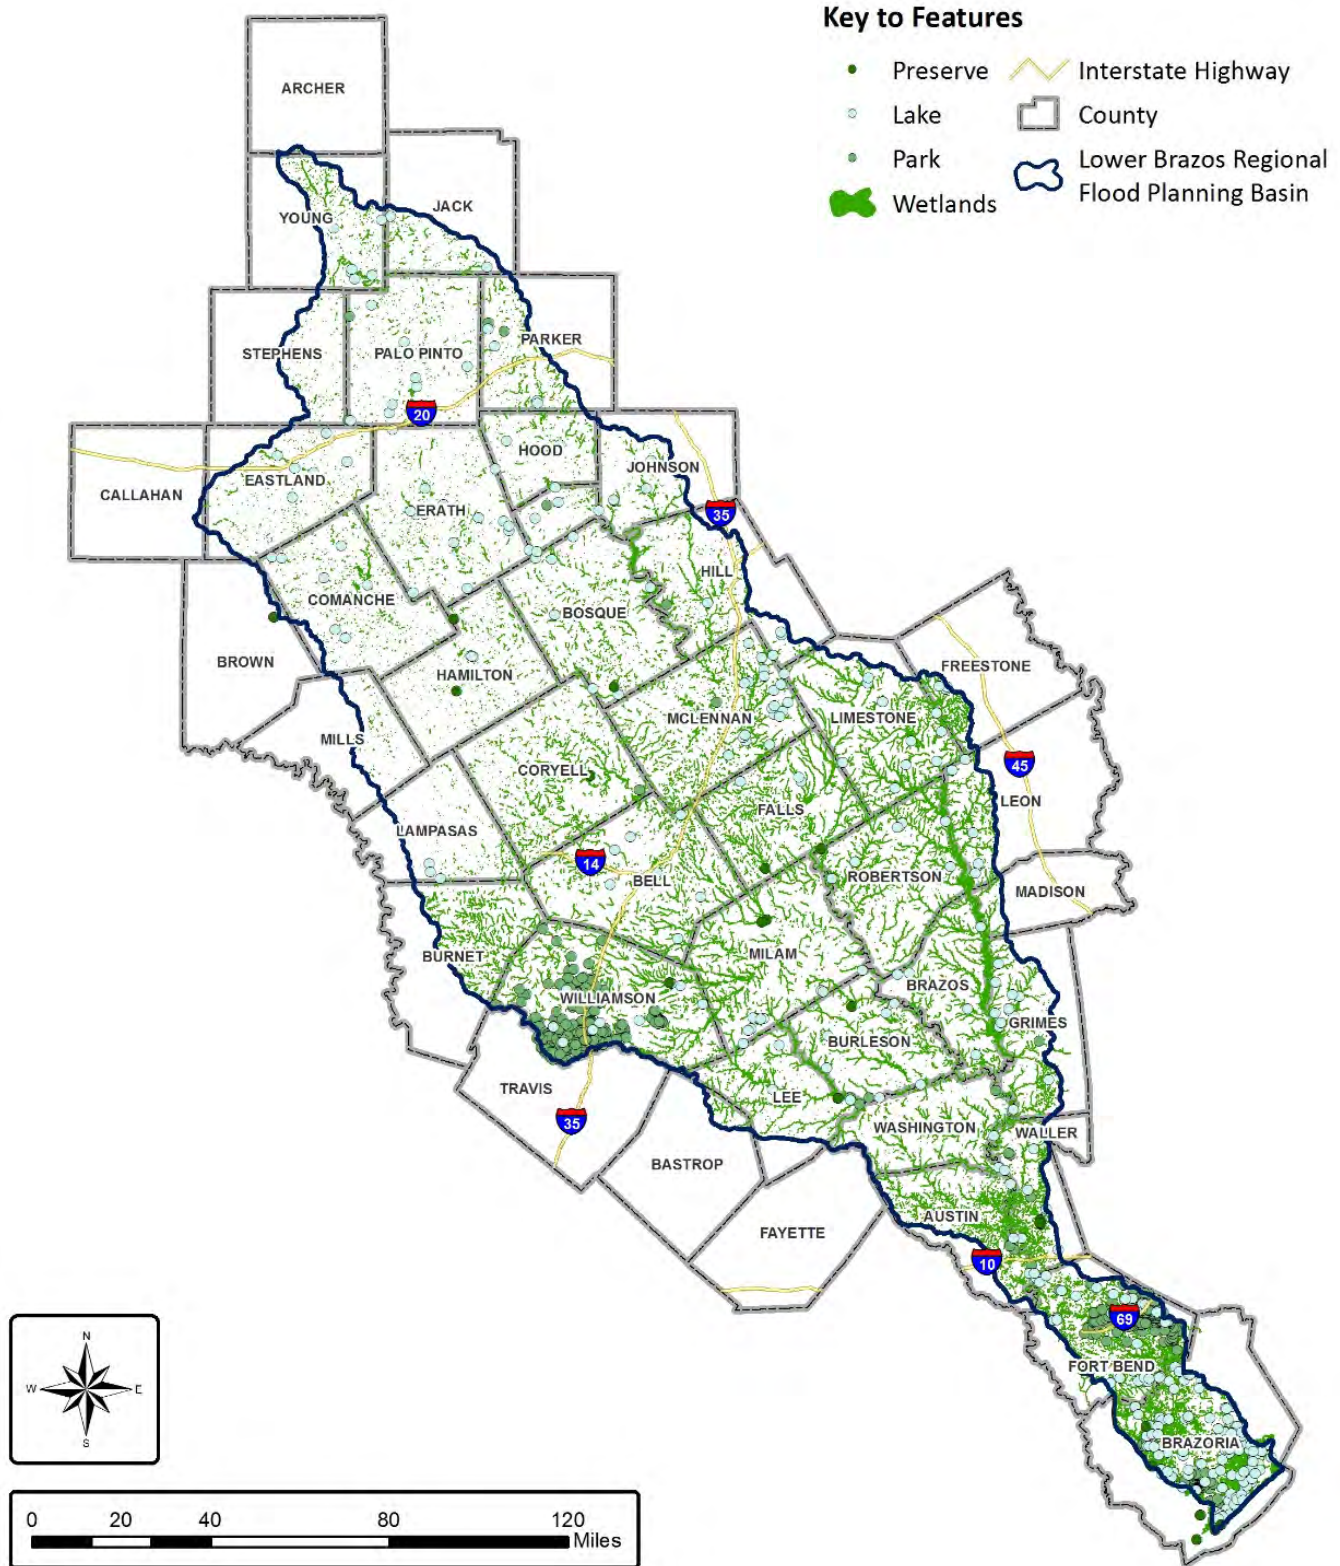 Key to Features
Preserve
Interstate Highway
Lake
County
Park
Lower Brazos Regional
Flood Planning Basin
Wetlands
ARCHER
YOUNG
JACK
STEPHENS
PALO PINTO
PARKER
20
CALLAHAN
EASTLAND
HOOD
JOHNSON
ERATH
35
HILL
COMANCHE
BOSQUE
BROWN
HAMILTON
FREESTONE
MCLENNAN
LIMESTONE
MILLS
CORYELL
45
LEON
FALLS
LAMPASAS
14
BELL
ROBERTSON
MADISON
BURNET
MILAM
WILLIAMSON
BRAZOS
GRIMES
BURLESON
TRAVIS
LEE
35
WASHINGTON
WALLER
BASTROP
AUSTIN
FAYETTE
10
69
FORT BEND
BRAZORIA
N
W E
S
0 20 40 80 120
Miles